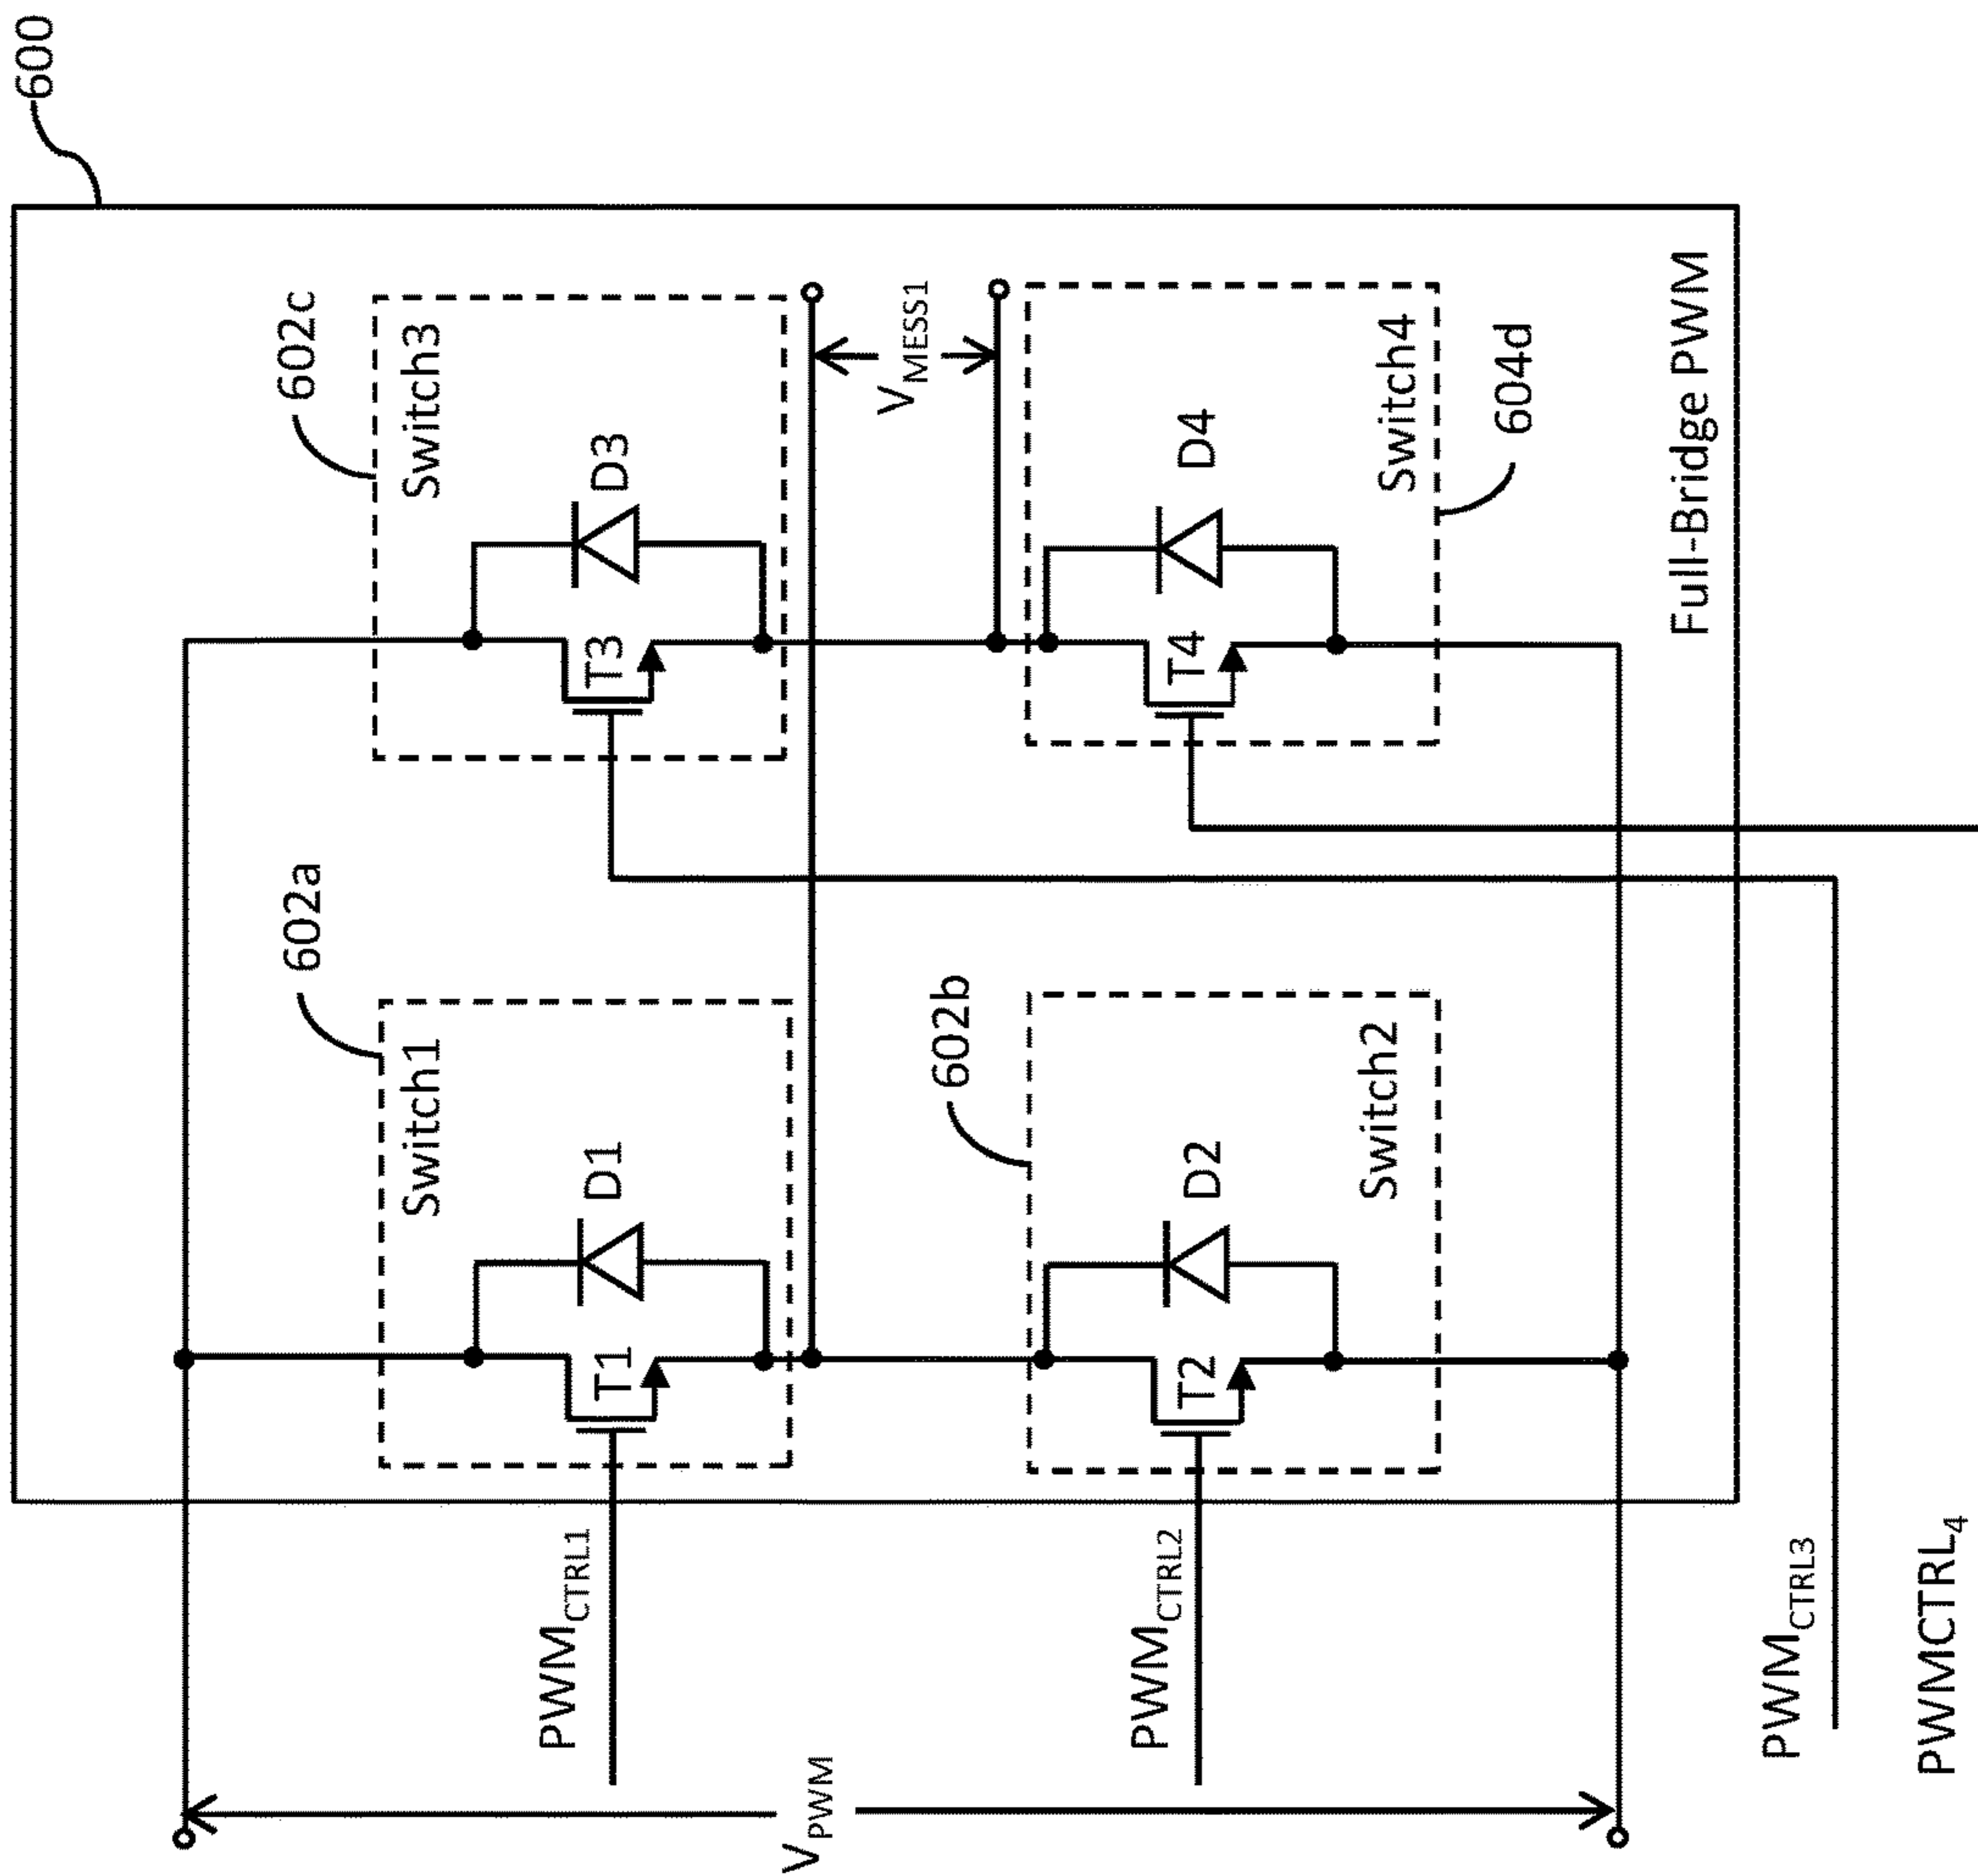 600
602c
Switch3
D3
T3
602a
Switch1
D1
T1
V_MESS1
D4
T4
Switch4
604d
602b
D2
T2
Switch2
Full-Bridge PWM
PWM_CTRL1
PWM_CTRL2
V_PWM
PWM_CTRL3
PWMCTRL_4